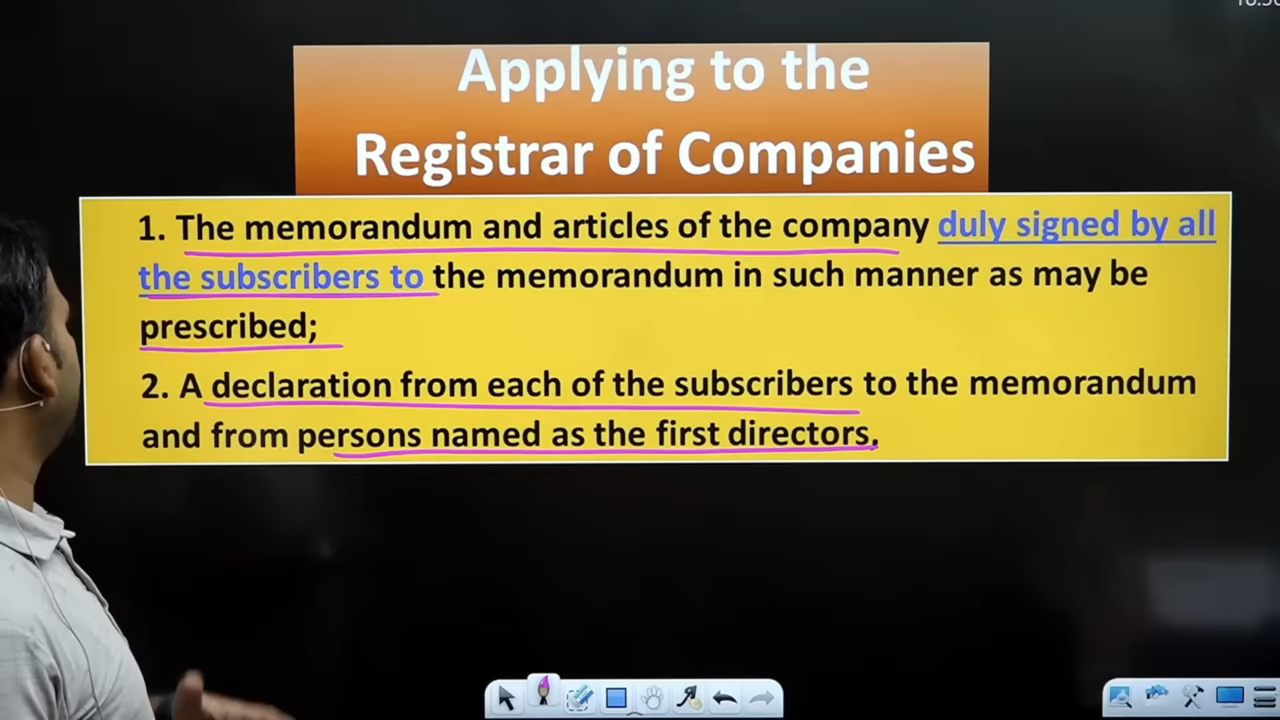 Applying to the
Registrar of Companies
1. The memorandum and articles of the company duly signed by all
the subscribers to the memorandum in such manner as may be
prescribed;
2. A declaration from each of the subscribers to the memorandum
and from persons named as the first directors,